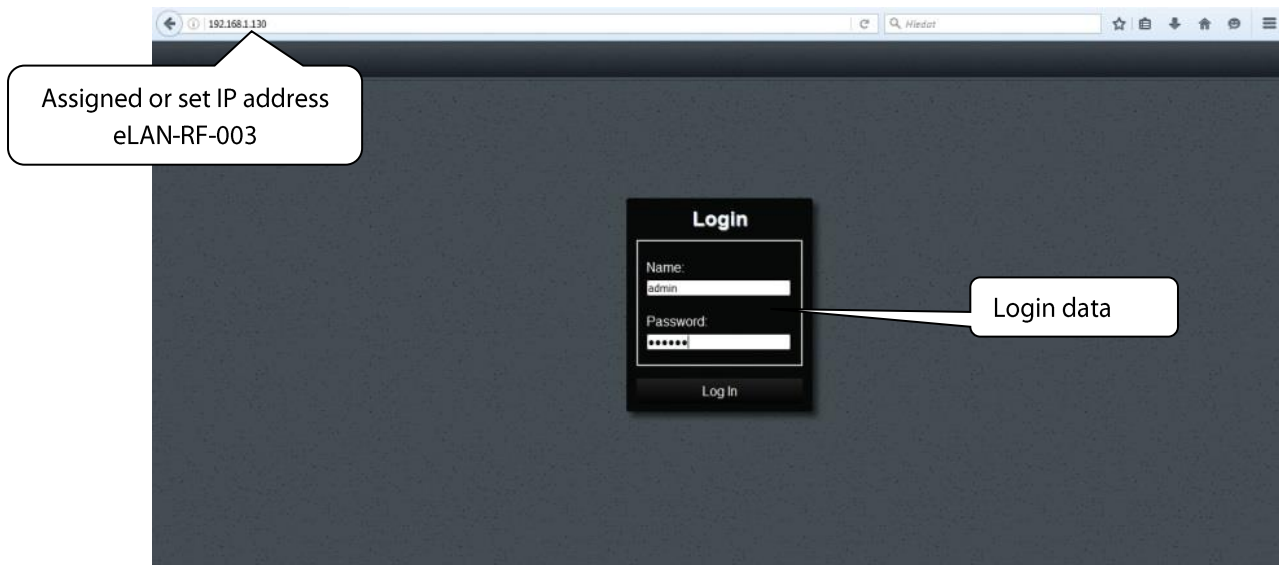 192.168.1.130
Hledat
Assigned or set IP address
eLAN-RF-003
Login
Name:
admin
Password:
••••••
Log In
Login data